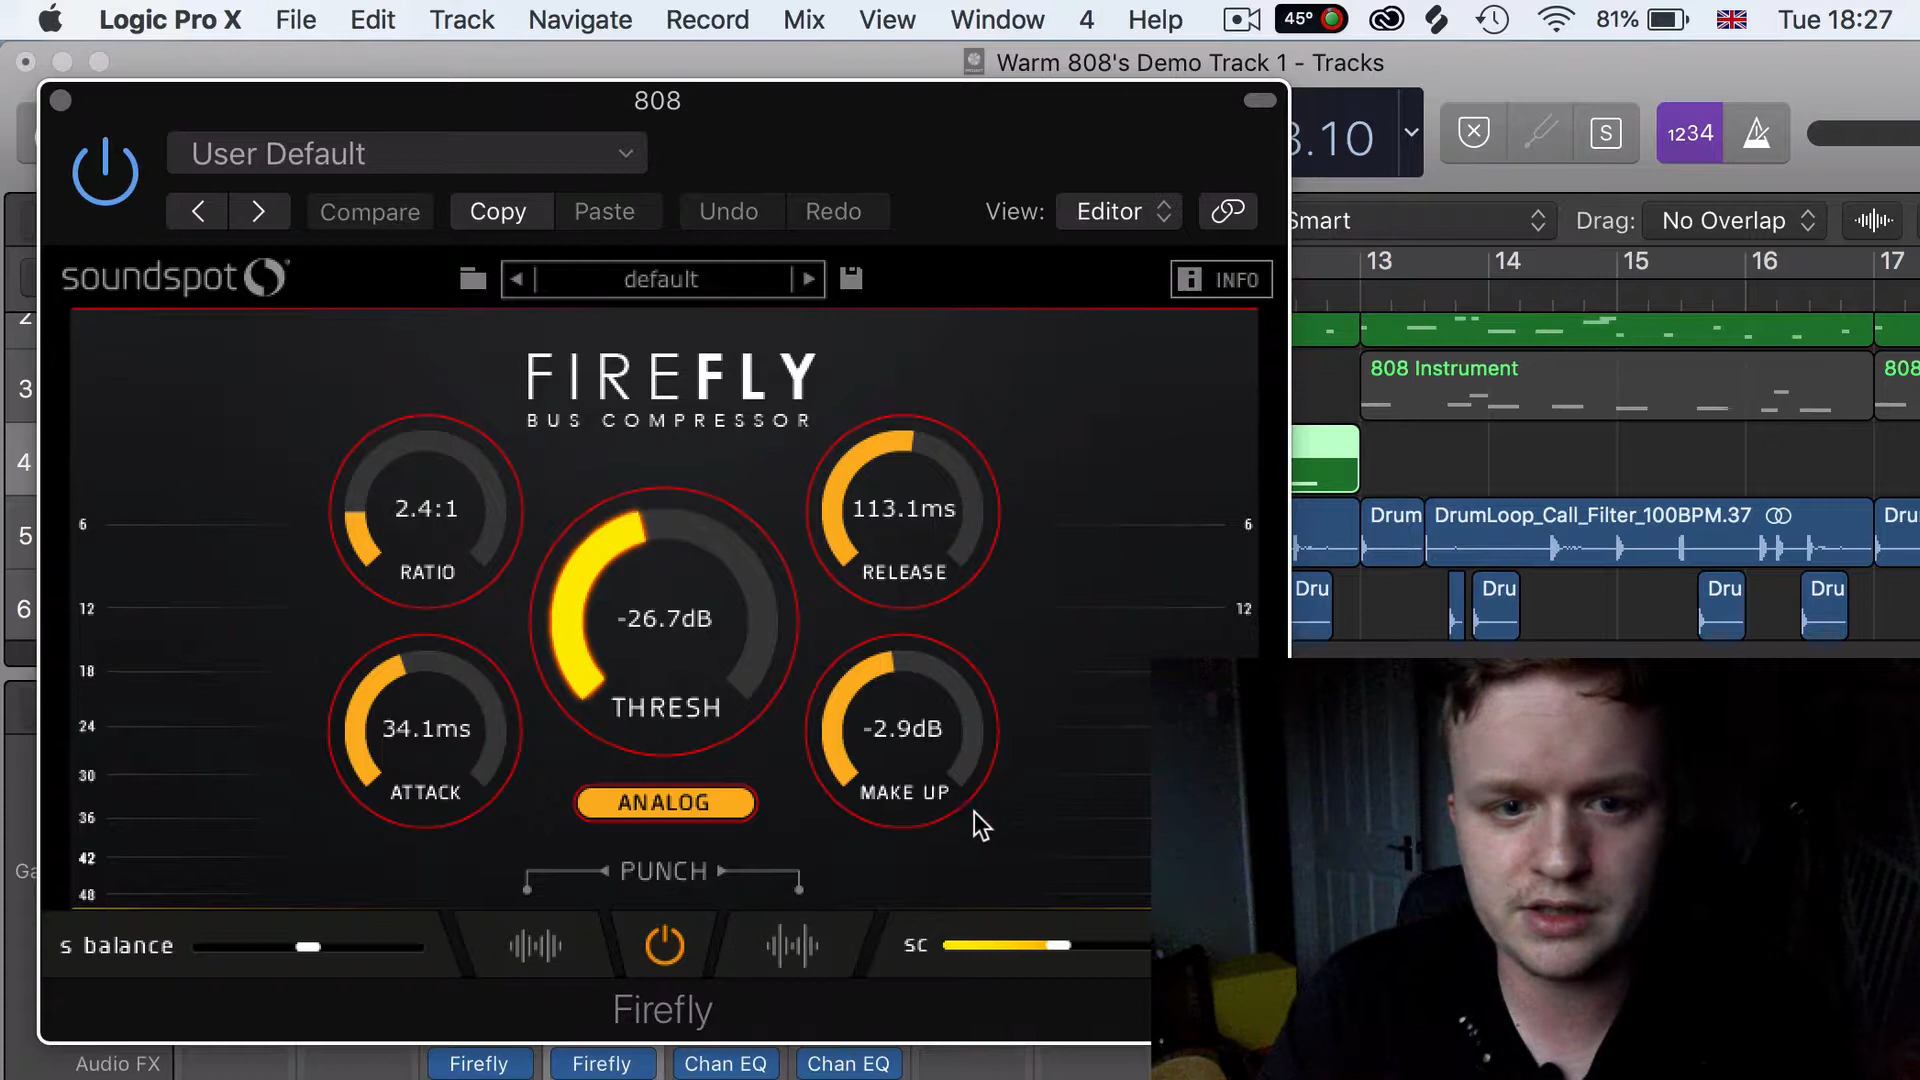 Logic Pro X File Edit Track Navigate Record Mix View Window 4 Help 45° 81% Tue 18:27
Warm 808's Demo Track 1 - Tracks
808
User Default
3.10
1234
Compare Copy Paste Undo Redo View: Editor
Smart Drag: No Overlap
soundspot default INFO
13 14 15 16 17
2
FIREFLY
BUS COMPRESSOR
3 808 Instrument 808
4
2.4:1
RATIO
113.1ms
RELEASE
-26.7dB
THRESH
34.1ms
ATTACK
-2.9dB
MAKE UP
ANALOG
PUNCH
6
12
18
24
30
36
42
48
6
12
5 Drum DrumLoop_Call_Filter_100BPM.37 Dru
6 Dru Dru Dru Dru
Ga
s balance SC
Firefly
Audio FX Firefly Firefly Chan EQ Chan EQ